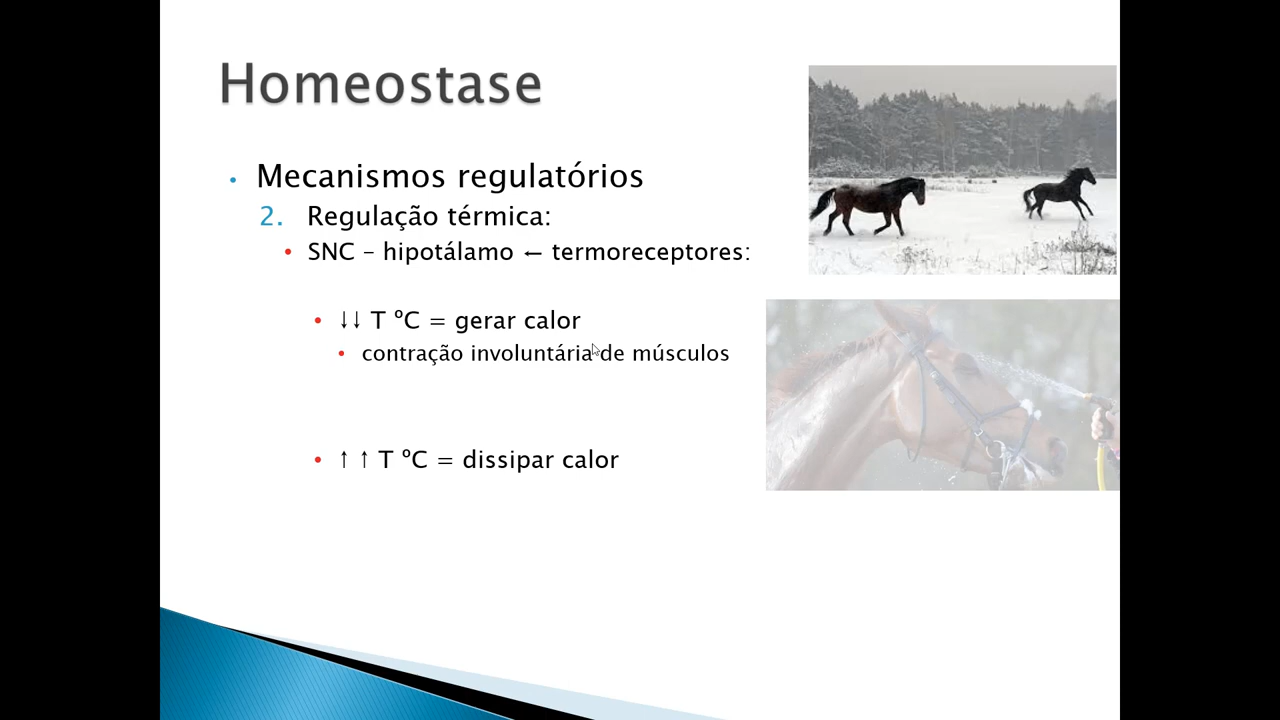 Homeostase
• Mecanismos regulatórios
2. Regulação térmica:
• SNC – hipotálamo ← termoreceptores:
• ↓↓ T ºC = gerar calor
• contração involuntária de músculos
• ↑ ↑ T ºC = dissipar calor